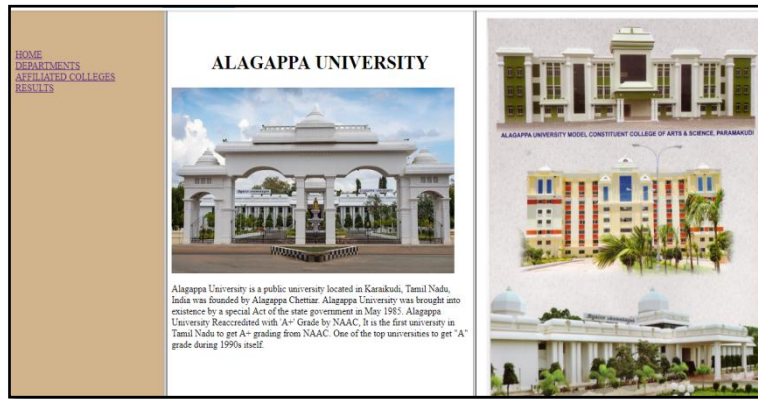 HOME
DEPARTMENTS
AFFILIATED COLLEGES
RESULTS
ALAGAPPA UNIVERSITY
Alagappa University is a public university located in Karaikudi, Tamil Nadu,
India was founded by Alagappa Chettiar. Alagappa University was brought into
existence by a special Act of the state government in May 1985. Alagappa
University Reaccredited with 'A+' Grade by NAAC, It is the first university in
Tamil Nadu to get A+ grading from NAAC. One of the top universities to get "A"
grade during 1990s itself.
ALAGAPPA UNIVERSITY MODEL CONSTITUENT COLLEGE OF ARTS & SCIENCE, PARAMAKUDI